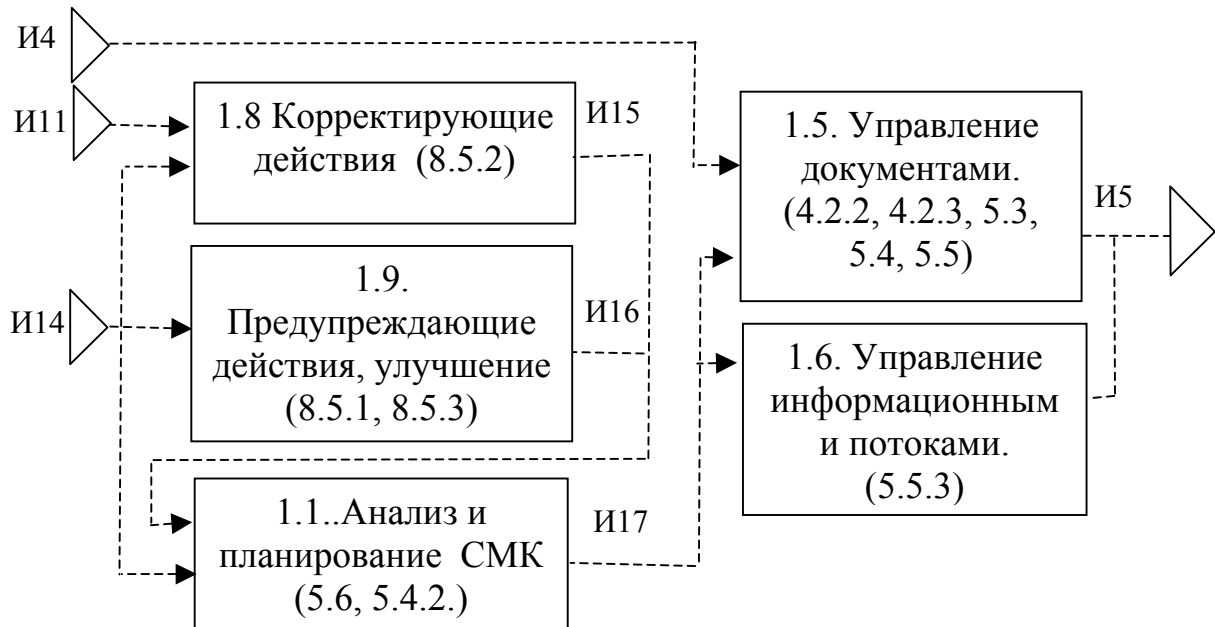 И4
И11
1.8 Корректирующие
действия (8.5.2)
И15
1.5. Управление
документами.
(4.2.2, 4.2.3, 5.3,
5.4, 5.5)
И5
И14
1.9.
Предупреждающие
действия, улучшение
(8.5.1, 8.5.3)
И16
1.6. Управление
информационным
и потоками.
(5.5.3)
1.1..Анализ и
планирование СМК
(5.6, 5.4.2.)
И17